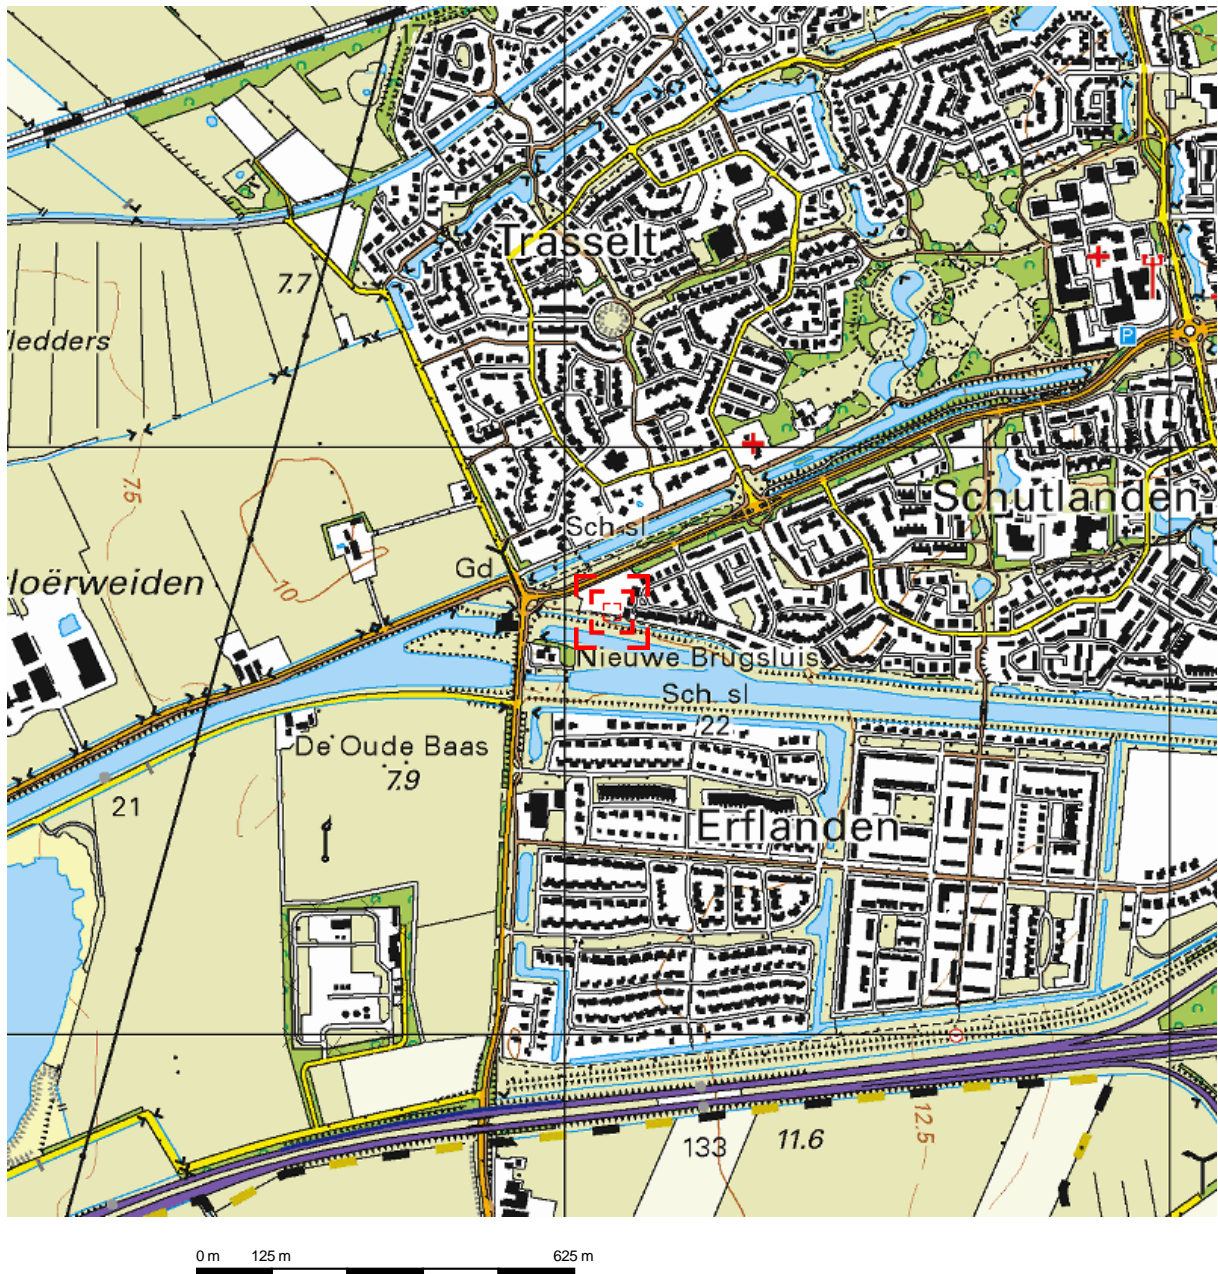 17
Trasselt
7.7
ledders
P
7.5
Schutlanden
Sch sl
Gd
loërweiden
10
Nieuwe Brugsluis
Sch. sl
22
De Oude Baas
7.9
21
Erflanden
12.5
133
11.6
0 m 125 m 625 m